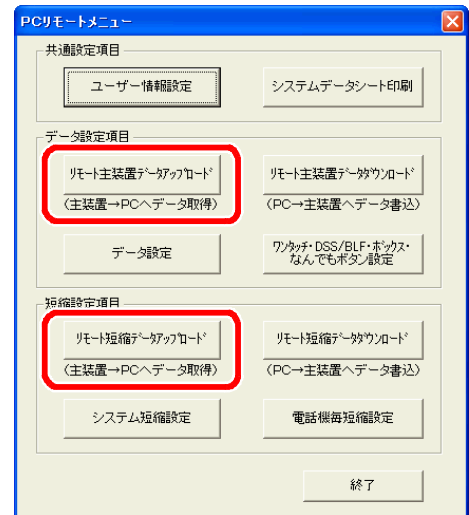 PCリモートメニュー
共通設定項目
ユーザー情報設定
システムデータシート印刷
データ設定項目
ﾘﾓｰﾄ主装置ﾃﾞｰﾀｱｯﾌﾟﾛｰﾄﾞ
ﾘﾓｰﾄ主装置ﾃﾞｰﾀﾀﾞｳﾝﾛｰﾄﾞ
(主装置→PCへデータ取得)
(PC→主装置へデータ書込)
データ設定
ﾜﾝﾀｯﾁ・DSS/BLF・ﾎﾞｯｸｽ・
なんでもボタン設定
短縮設定項目
ﾘﾓｰﾄ短縮ﾃﾞｰﾀｱｯﾌﾟﾛｰﾄﾞ
ﾘﾓｰﾄ短縮ﾃﾞｰﾀﾀﾞｳﾝﾛｰﾄﾞ
(主装置→PCへデータ取得)
(PC→主装置へデータ書込)
システム短縮設定
電話機毎短縮設定
終了